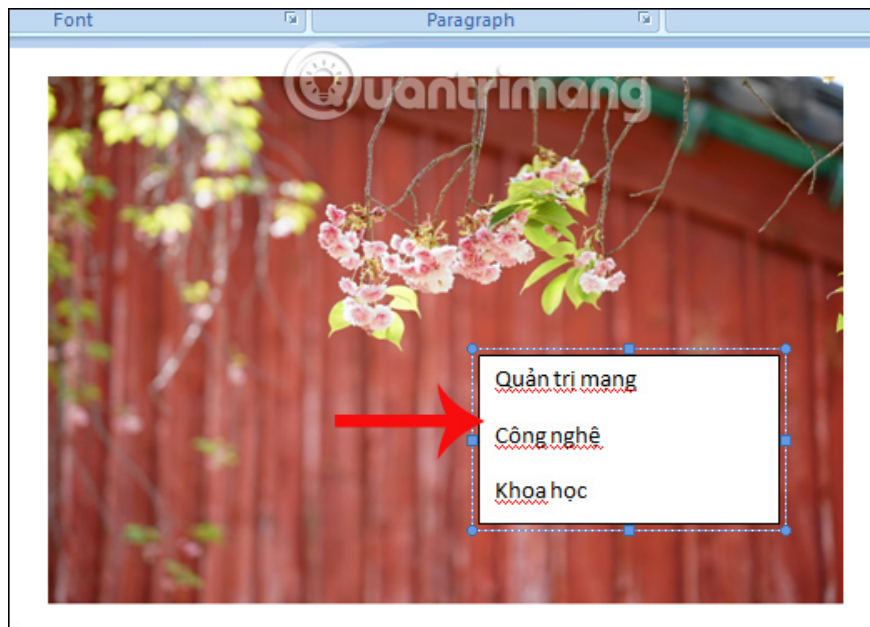 Font
Paragraph
Quantrimang
Quản trị mạng
Công nghệ
Khoa học